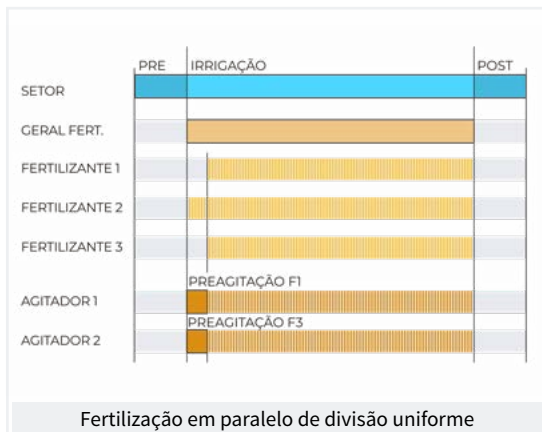 PRE IRRIGAÇÃO POST
SETOR
GERAL FERT.
FERTILIZANTE 1
FERTILIZANTE 2
FERTILIZANTE 3
PREAGITAÇÃO F1
AGITADOR 1
PREAGITAÇÃO F3
AGITADOR 2
Fertilização em paralelo de divisão uniforme